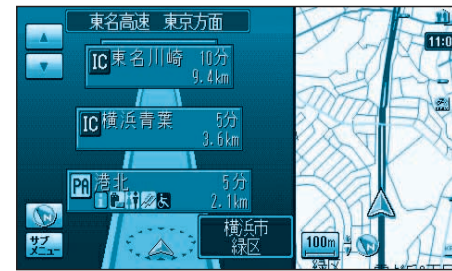 東名高速 東京方面
IC 東名川崎 10分
9.4km
IC 横浜青葉 5分
3.6km
PA 港北 5分
2.1km
横浜市
緑区
サブ
メニュー
11:0
100m